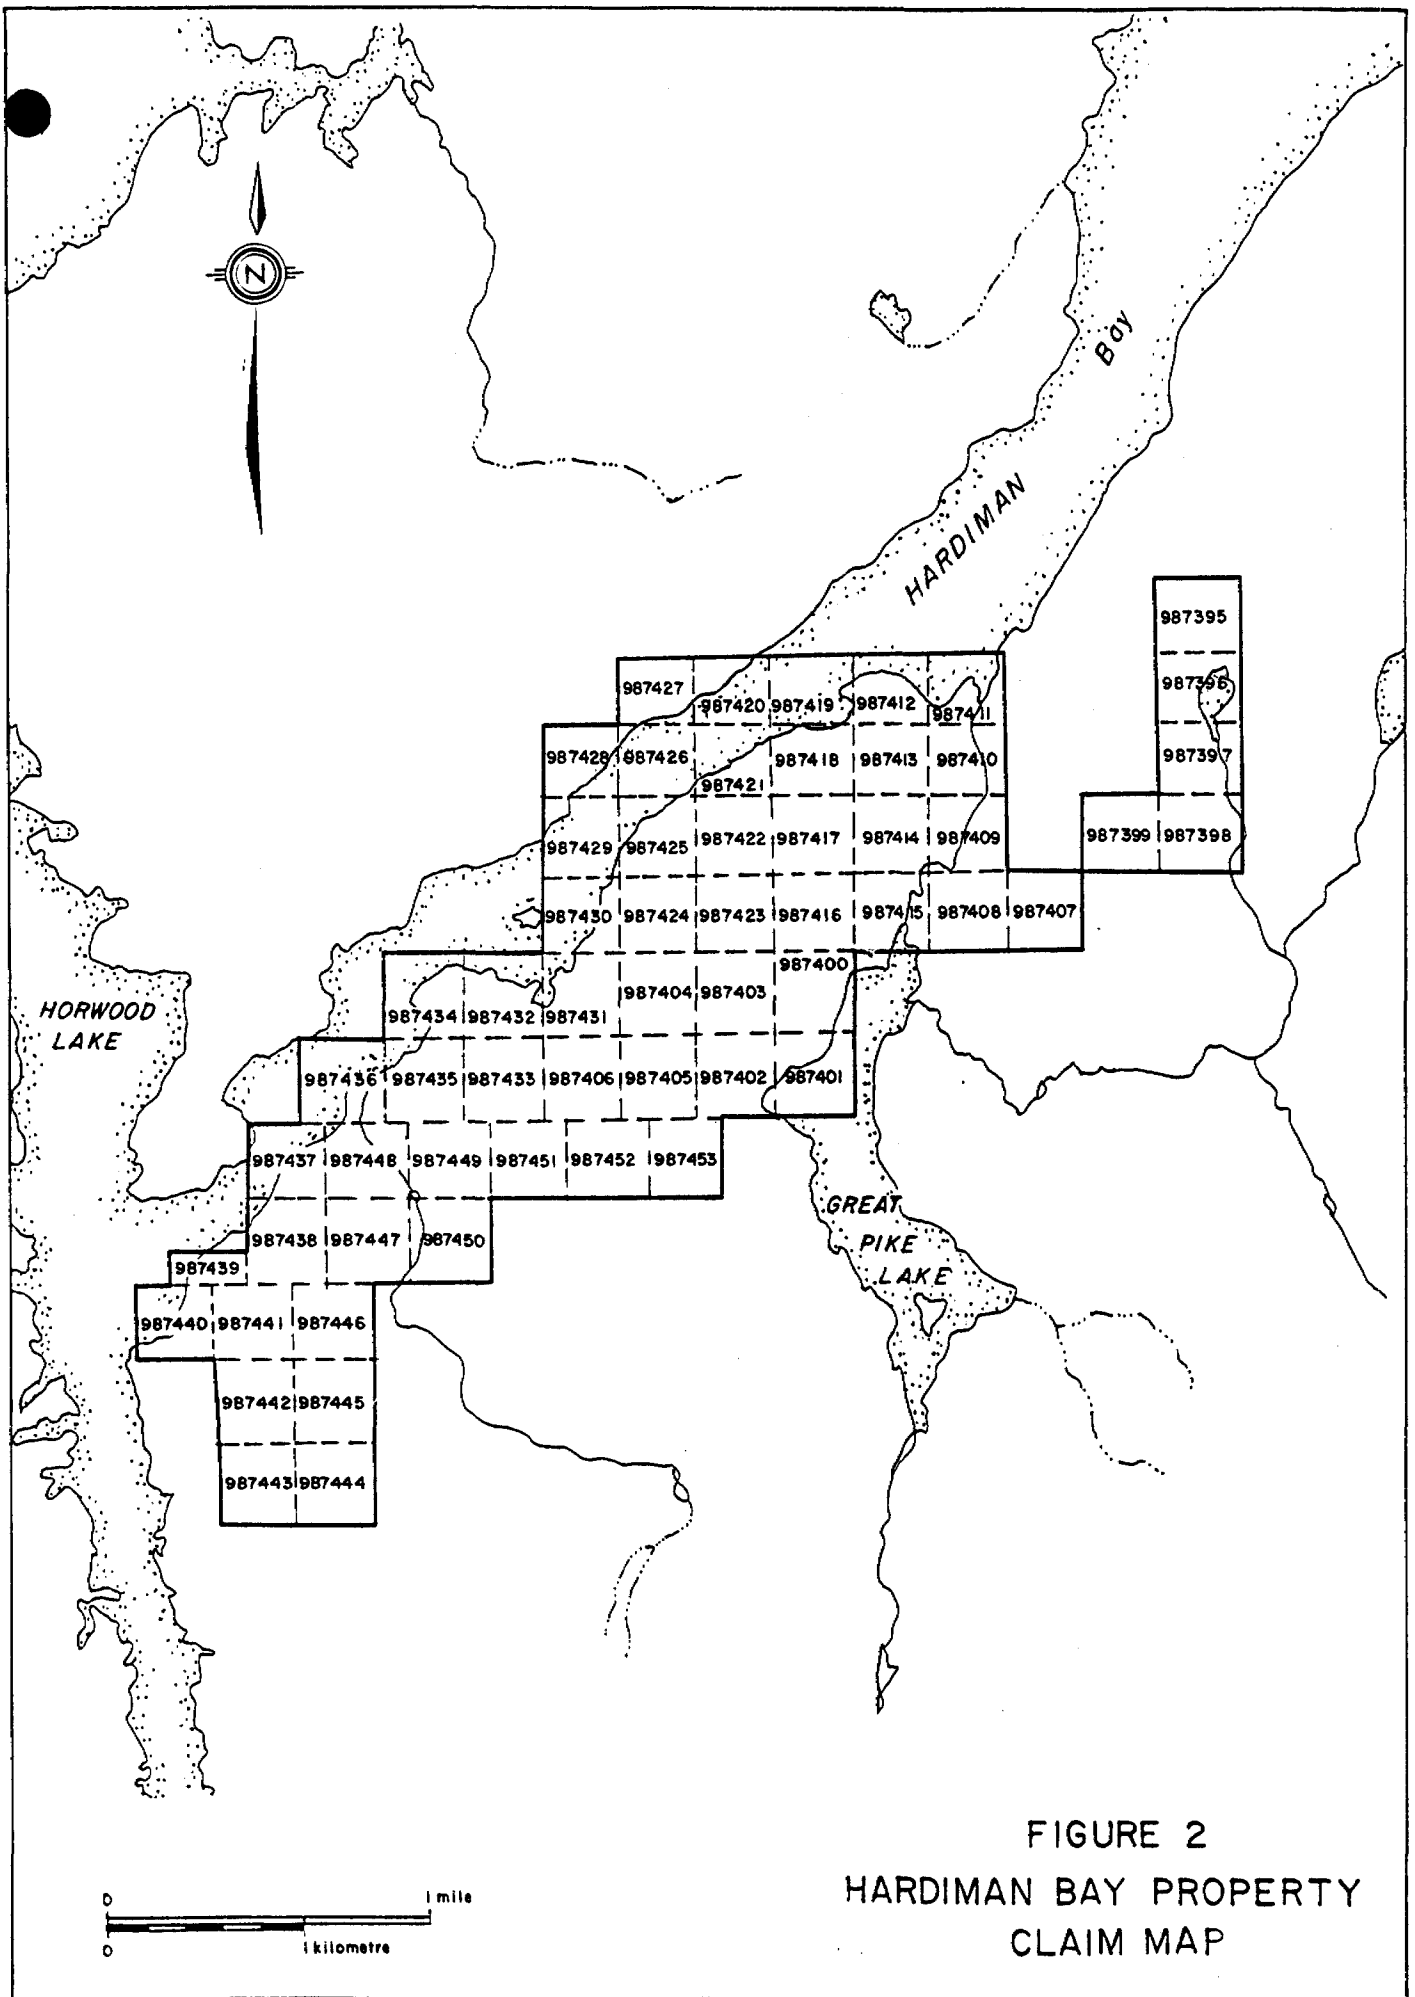 N
Bay
HARDIMAN
987395
987396
987397
987399 987398
987427 987420 987419 987412 987411
987428 987426 987421 987418 987413 987410
987429 987425 987422 987417 987414 987409
987430 987424 987423 987416 987415 987408 987407
987434 987432 987431 987404 987403 987400
HORWOOD
LAKE
987436 987435 987433 987406 987405 987402 987401
987437 987448 987449 987451 987452 987453
987438 987447 987450
987439
GREAT
PIKE
LAKE
987440 987441 987446
987442 987445
987443 987444
FIGURE 2
HARDIMAN BAY PROPERTY
CLAIM MAP
0 1 mile
0 1 kilometre